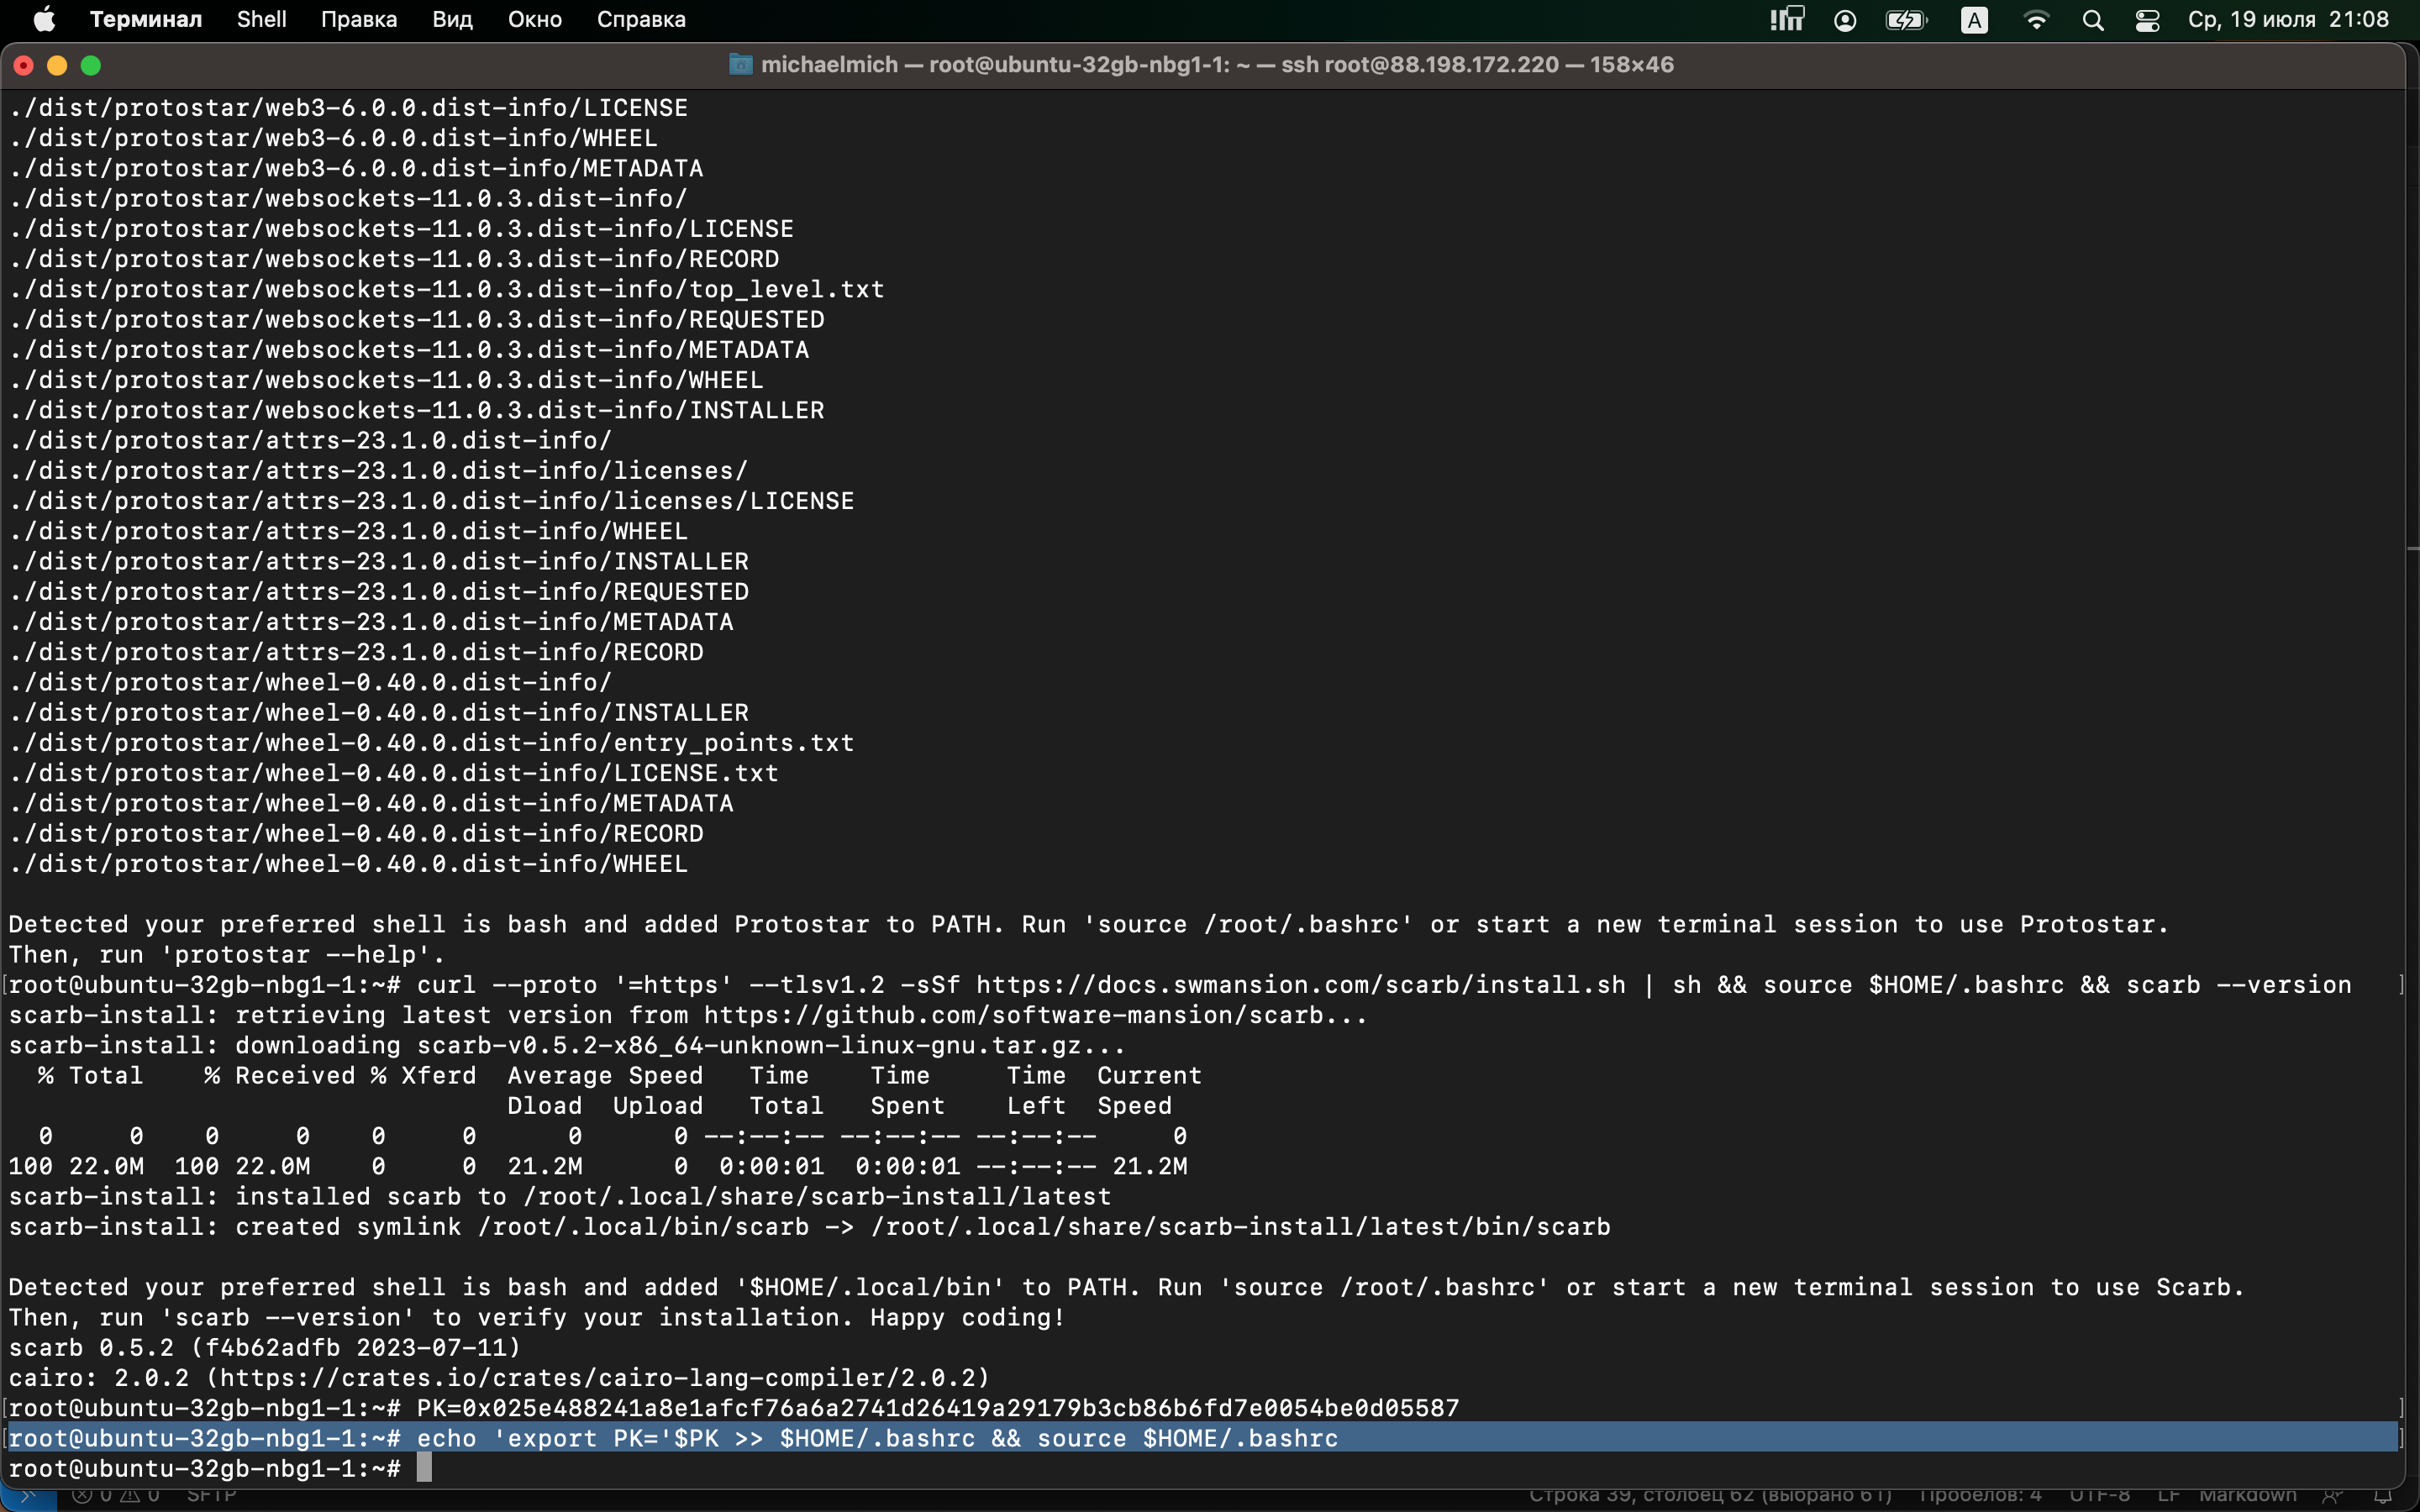 Терминал Shell Правка Вид Окно Справка A Ср, 19 июля 21:08
michaelmich — root@ubuntu-32gb-nbg1-1: ~ — ssh root@88.198.172.220 — 158×46
./dist/protostar/web3-6.0.0.dist-info/LICENSE
./dist/protostar/web3-6.0.0.dist-info/WHEEL
./dist/protostar/web3-6.0.0.dist-info/METADATA
./dist/protostar/websockets-11.0.3.dist-info/
./dist/protostar/websockets-11.0.3.dist-info/LICENSE
./dist/protostar/websockets-11.0.3.dist-info/RECORD
./dist/protostar/websockets-11.0.3.dist-info/top_level.txt
./dist/protostar/websockets-11.0.3.dist-info/REQUESTED
./dist/protostar/websockets-11.0.3.dist-info/METADATA
./dist/protostar/websockets-11.0.3.dist-info/WHEEL
./dist/protostar/websockets-11.0.3.dist-info/INSTALLER
./dist/protostar/attrs-23.1.0.dist-info/
./dist/protostar/attrs-23.1.0.dist-info/licenses/
./dist/protostar/attrs-23.1.0.dist-info/licenses/LICENSE
./dist/protostar/attrs-23.1.0.dist-info/WHEEL
./dist/protostar/attrs-23.1.0.dist-info/INSTALLER
./dist/protostar/attrs-23.1.0.dist-info/REQUESTED
./dist/protostar/attrs-23.1.0.dist-info/METADATA
./dist/protostar/attrs-23.1.0.dist-info/RECORD
./dist/protostar/wheel-0.40.0.dist-info/
./dist/protostar/wheel-0.40.0.dist-info/INSTALLER
./dist/protostar/wheel-0.40.0.dist-info/entry_points.txt
./dist/protostar/wheel-0.40.0.dist-info/LICENSE.txt
./dist/protostar/wheel-0.40.0.dist-info/METADATA
./dist/protostar/wheel-0.40.0.dist-info/RECORD
./dist/protostar/wheel-0.40.0.dist-info/WHEEL
Detected your preferred shell is bash and added Protostar to PATH. Run 'source /root/.bashrc' or start a new terminal session to use Protostar.
Then, run 'protostar --help'.
[root@ubuntu-32gb-nbg1-1:~# curl --proto '=https' --tlsv1.2 -sSf https://docs.swmansion.com/scarb/install.sh | sh && source $HOME/.bashrc && scarb --version ]
scarb-install: retrieving latest version from https://github.com/software-mansion/scarb...
scarb-install: downloading scarb-v0.5.2-x86_64-unknown-linux-gnu.tar.gz...
% Total % Received % Xferd Average Speed Time Time Time Current
Dload Upload Total Spent Left Speed
0 0 0 0 0 0 0 0 --:--:-- --:--:-- --:--:-- 0
100 22.0M 100 22.0M 0 0 21.2M 0 0:00:01 0:00:01 --:--:-- 21.2M
scarb-install: installed scarb to /root/.local/share/scarb-install/latest
scarb-install: created symlink /root/.local/bin/scarb -> /root/.local/share/scarb-install/latest/bin/scarb
Detected your preferred shell is bash and added '$HOME/.local/bin' to PATH. Run 'source /root/.bashrc' or start a new terminal session to use Scarb.
Then, run 'scarb --version' to verify your installation. Happy coding!
scarb 0.5.2 (f4b62adfb 2023-07-11)
cairo: 2.0.2 (https://crates.io/crates/cairo-lang-compiler/2.0.2)
[root@ubuntu-32gb-nbg1-1:~# PK=0x025e488241a8e1afcf76a6a2741d26419a29179b3cb86b6fd7e0054be0d05587 ]
[root@ubuntu-32gb-nbg1-1:~# echo 'export PK='$PK >> $HOME/.bashrc && source $HOME/.bashrc ]
root@ubuntu-32gb-nbg1-1:~#
0 0 SFTP Строка 39, столбец 62 (выбрано 61) Пробелов: 4 UTF-8 LF Markdown